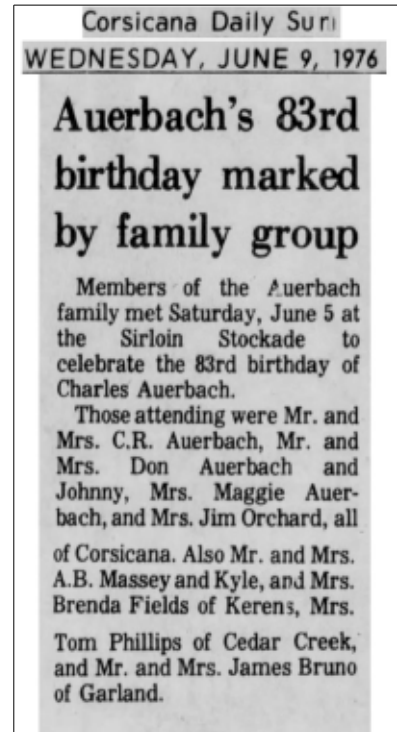 Corsicana Daily Sun
WEDNESDAY, JUNE 9, 1976
Auerbach's 83rd
birthday marked
by family group
Members of the Auerbach
family met Saturday, June 5 at
the Sirloin Stockade to
celebrate the 83rd birthday of
Charles Auerbach.
Those attending were Mr. and
Mrs. C.R. Auerbach, Mr. and
Mrs. Don Auerbach and
Johnny, Mrs. Maggie Auer-
bach, and Mrs. Jim Orchard, all
of Corsicana. Also Mr. and Mrs.
A.B. Massey and Kyle, and Mrs.
Brenda Fields of Kerens, Mrs.
Tom Phillips of Cedar Creek,
and Mr. and Mrs. James Bruno
of Garland.